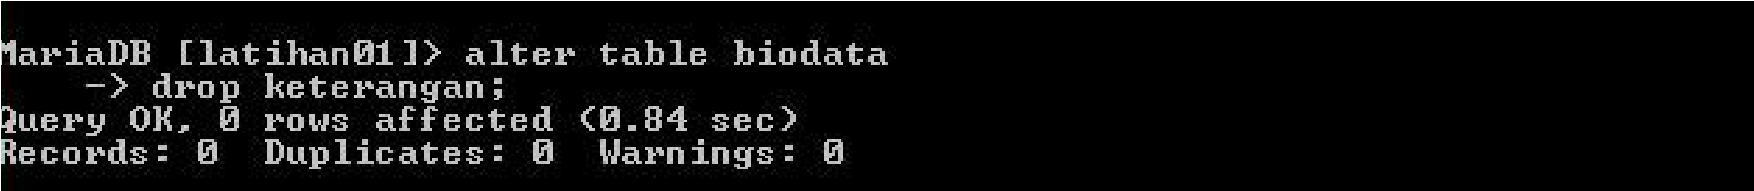 MariaDB [latihan01]> alter table biodata
    -> drop keterangan;
Query OK, 0 rows affected (0.84 sec)
Records: 0  Duplicates: 0  Warnings: 0